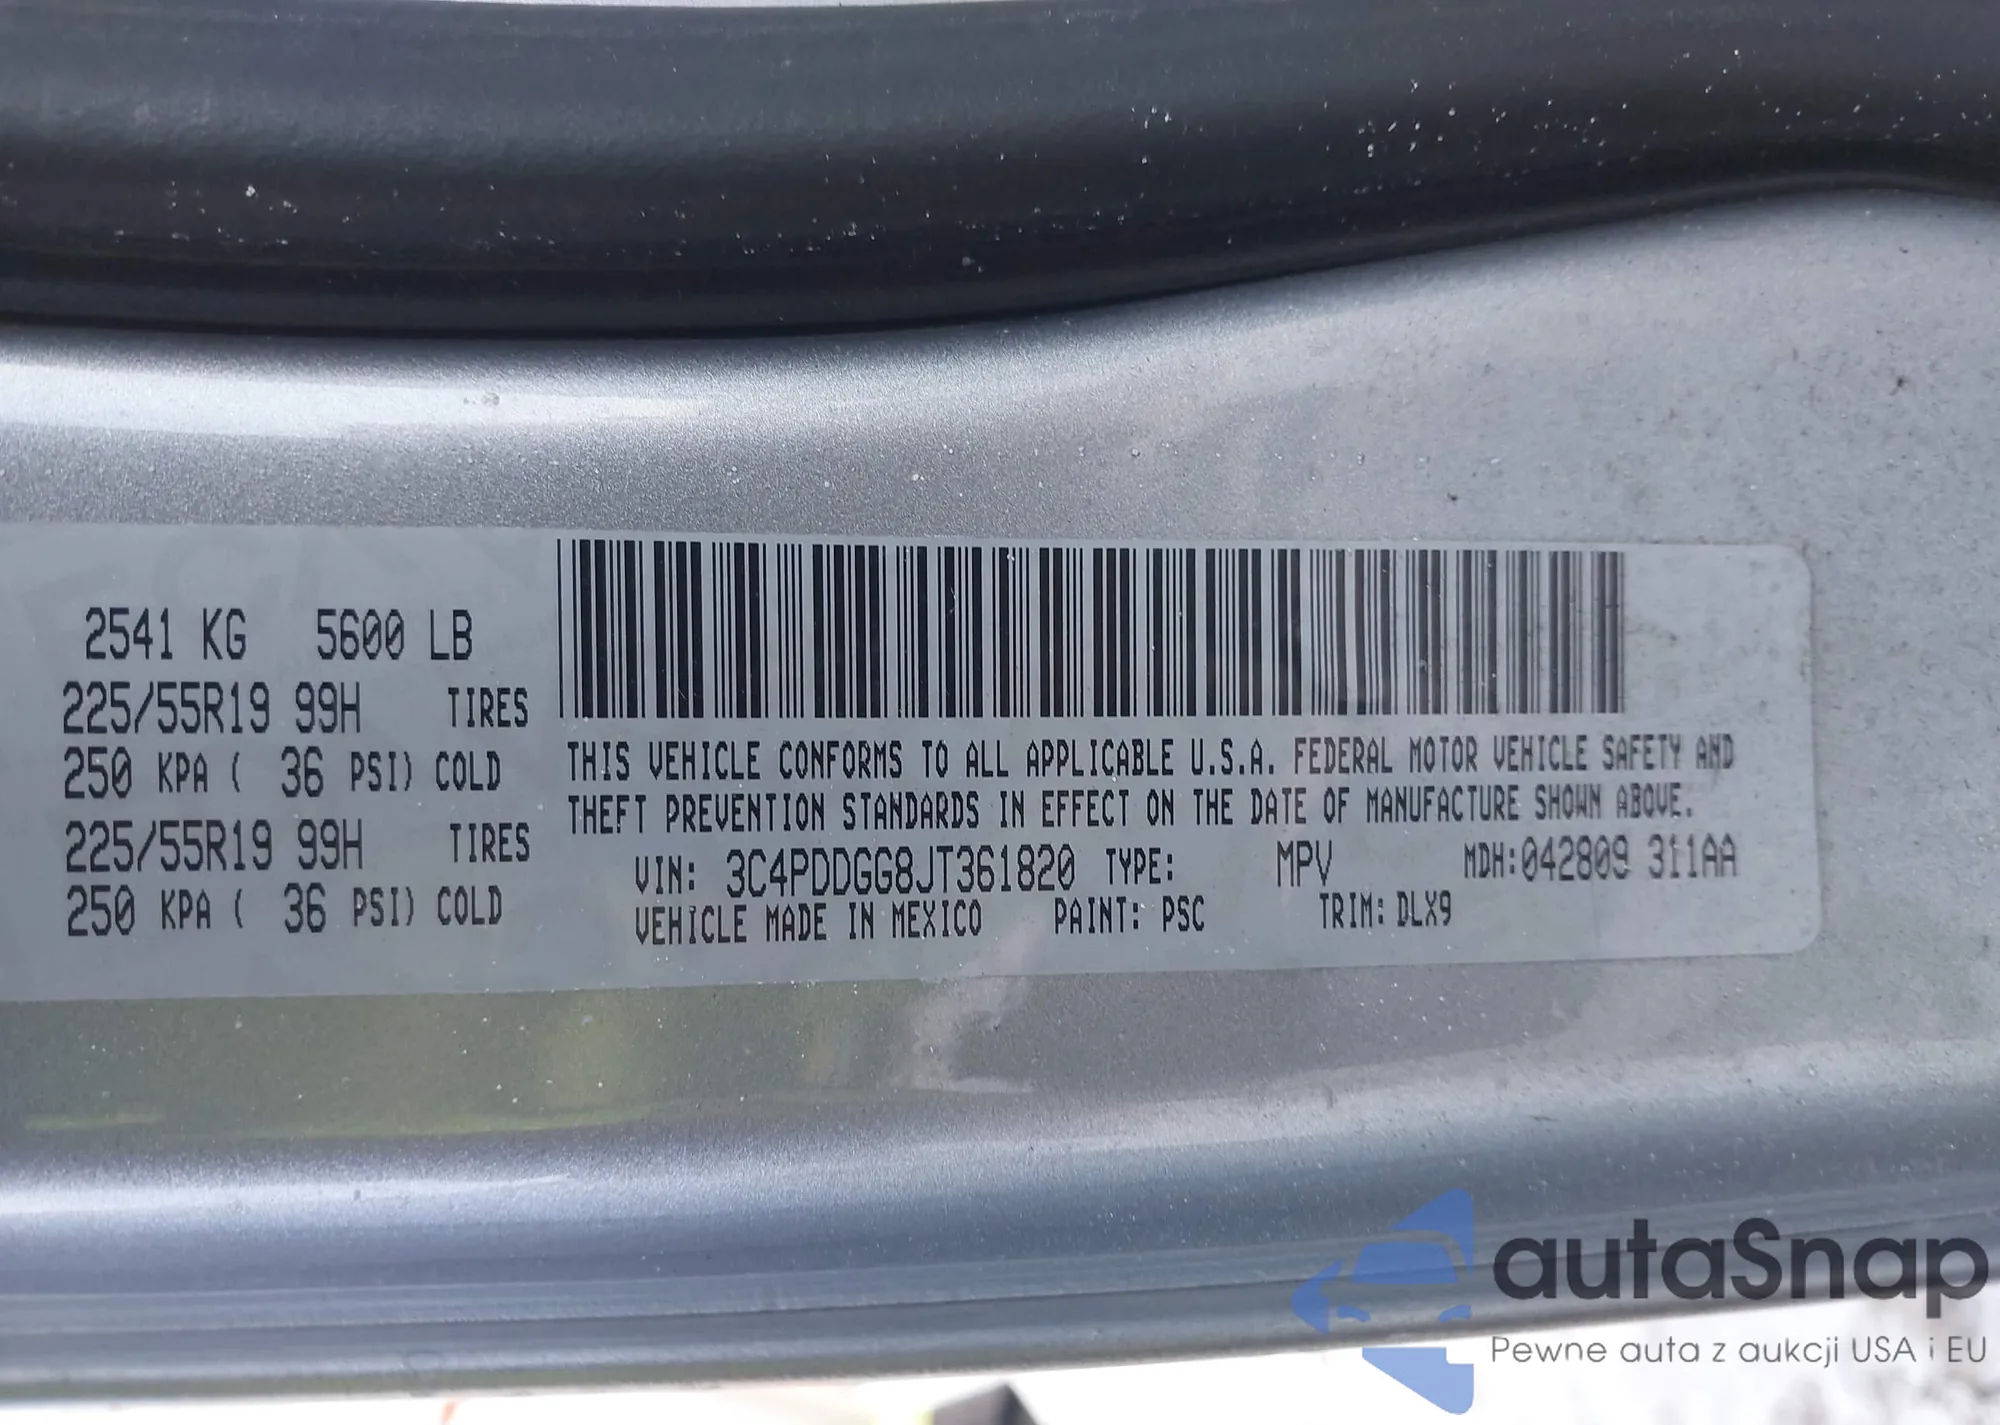 2541 KG 5600 LB
225/55R19 99H TIRES
250 KPA ( 36 PSI) COLD
225/55R19 99H TIRES
250 KPA ( 36 PSI) COLD
THIS VEHICLE CONFORMS TO ALL APPLICABLE U.S.A. FEDERAL MOTOR VEHICLE SAFETY AND
THEFT PREVENTION STANDARDS IN EFFECT ON THE DATE OF MANUFACTURE SHOWN ABOVE.
VIN: 3C4PDDGG8JT361820 TYPE: MPV MDH:042809 311AA
VEHICLE MADE IN MEXICO PAINT: PSC TRIM: DLX9
autaSnap
Pewne auta z aukcji USA i EU